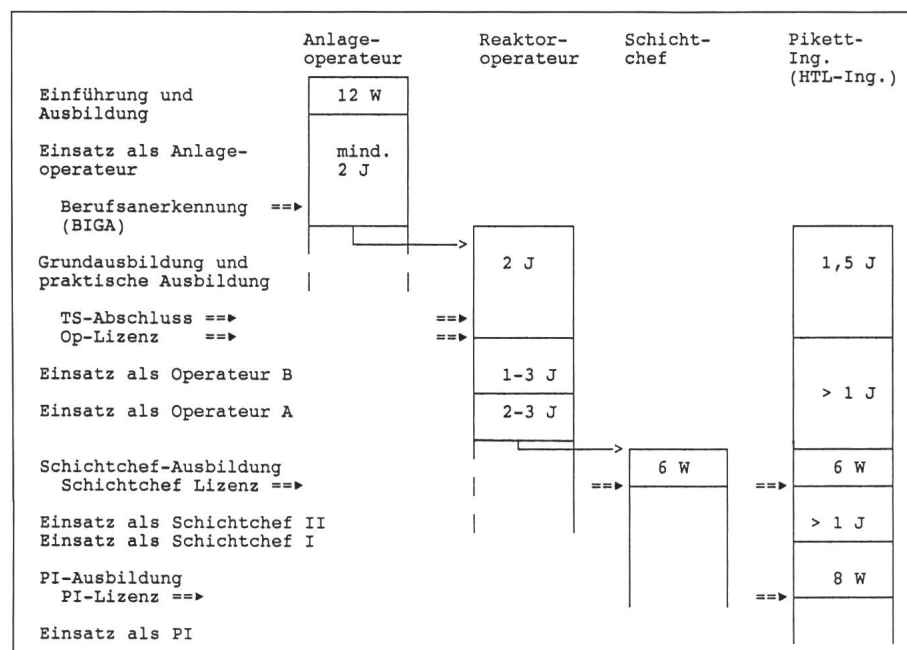 Anlage- Reaktor- Schicht- Pikett-
operateur operateur chef Ing.
(HTL-Ing.)
Einführung und 12 W
Ausbildung
Einsatz als Anlage- mind.
operateur 2 J
Berufsanerkennung ==►
(BIGA)
Grundausbildung und 2 J 1,5 J
praktische Ausbildung
TS-Abschluss ==► ==►
Op-Lizenz ==► ==►
Einsatz als Operateur B 1-3 J
> 1 J
Einsatz als Operateur A 2-3 J
Schichtchef-Ausbildung 6 W 6 W
Schichtchef Lizenz ==► ==► ==►
Einsatz als Schichtchef II > 1 J
Einsatz als Schichtchef I
PI-Ausbildung 8 W
PI-Lizenz ==► ==►
Einsatz als PI